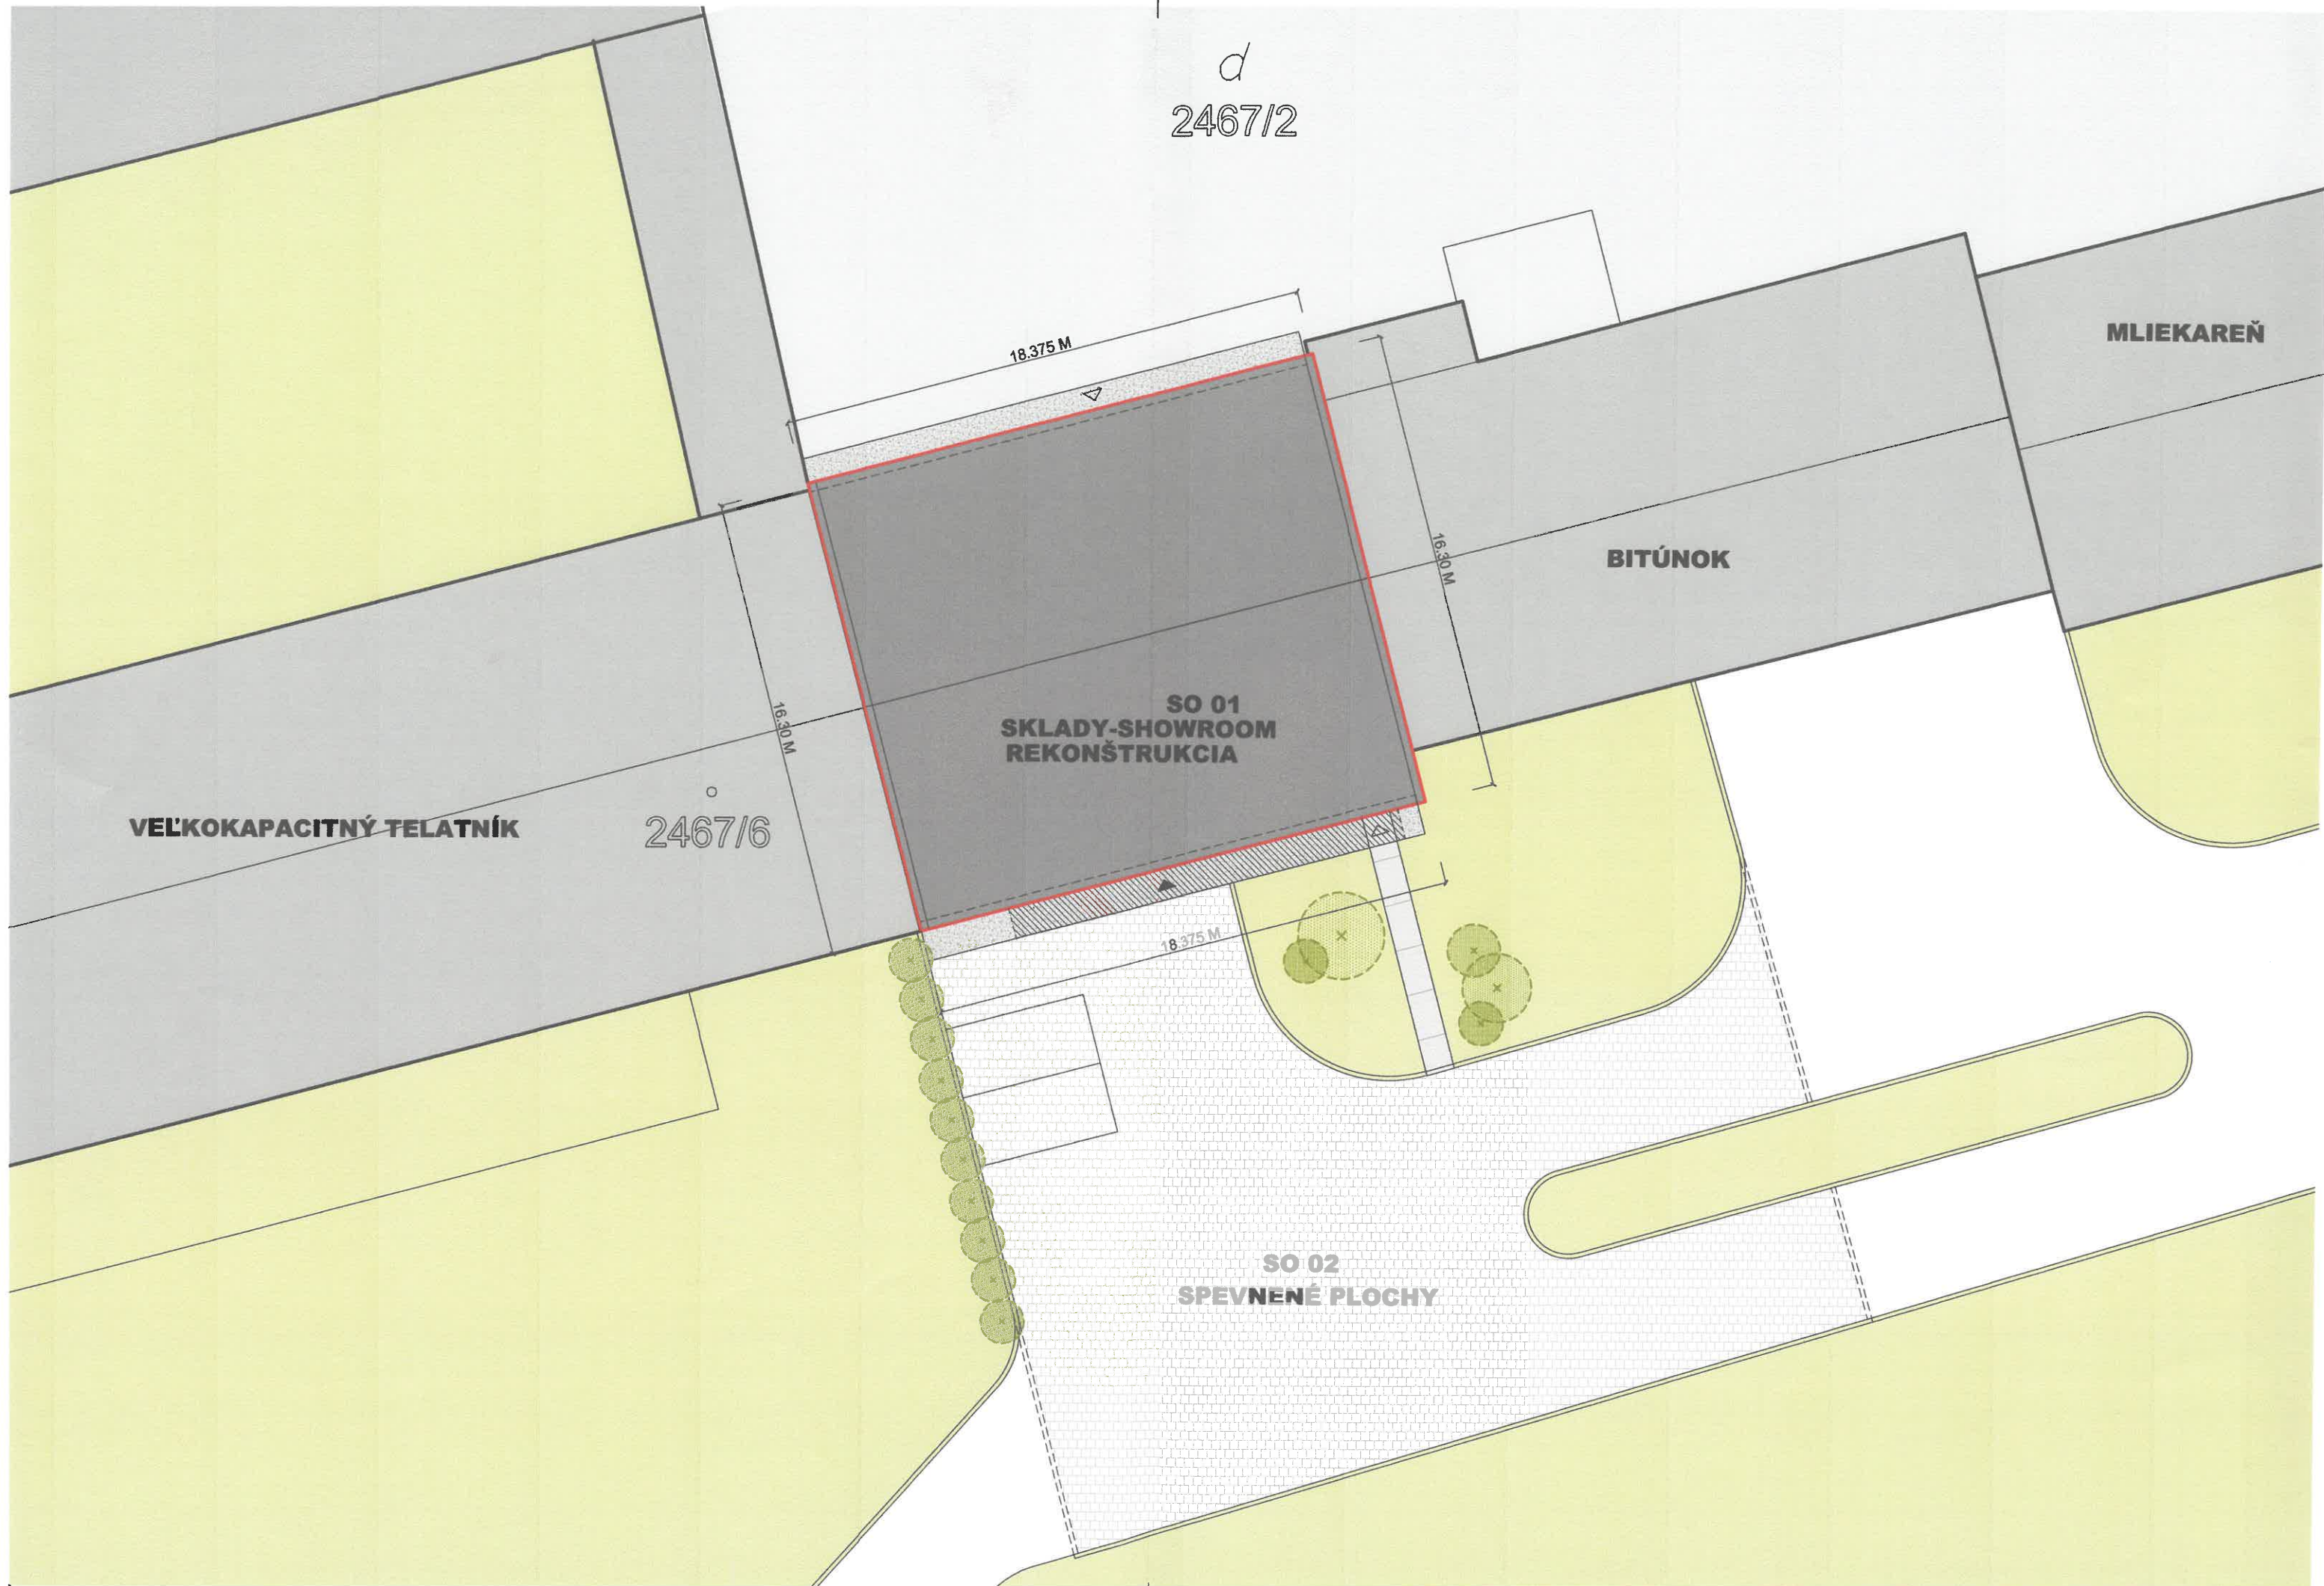 d
2467/2
MLIEKAREŇ
18.375 M
16.30 M
BITÚNOK
16.30 M
SO 01
SKLADY-SHOWROOM
REKONŠTRUKCIA
VEĽKOKAPACITNÝ TELATNÍK
2467/6
18.375 M
SO 02
SPEVNENÉ PLOCHY